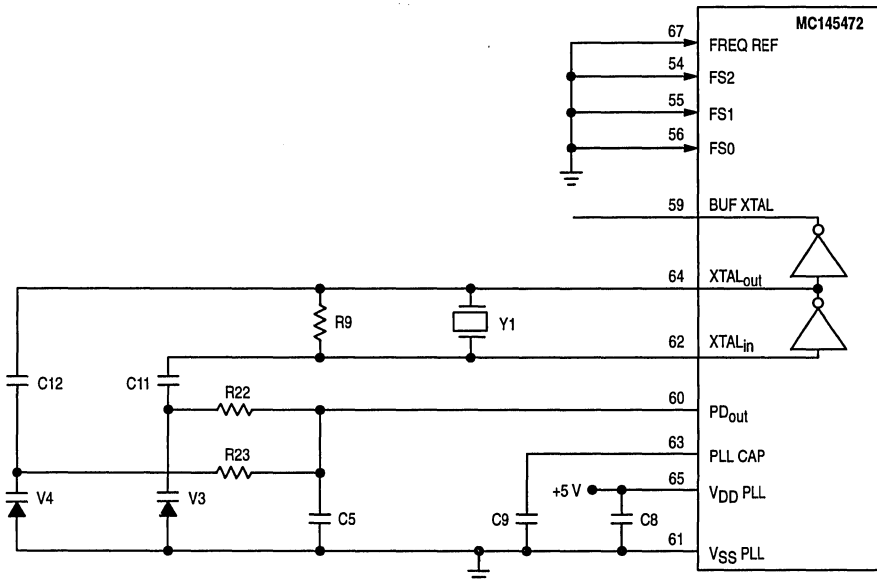 MC145472
67 FREQ REF
54 FS2
55 FS1
56 FS0
59 BUF XTAL
64 XTALout
R9
Y1
62 XTALin
C12
C11
R22
60 PDout
R23
63 PLL CAP
V4
V3
+5 V
65 VDD PLL
C5
C9
C8
61 VSS PLL